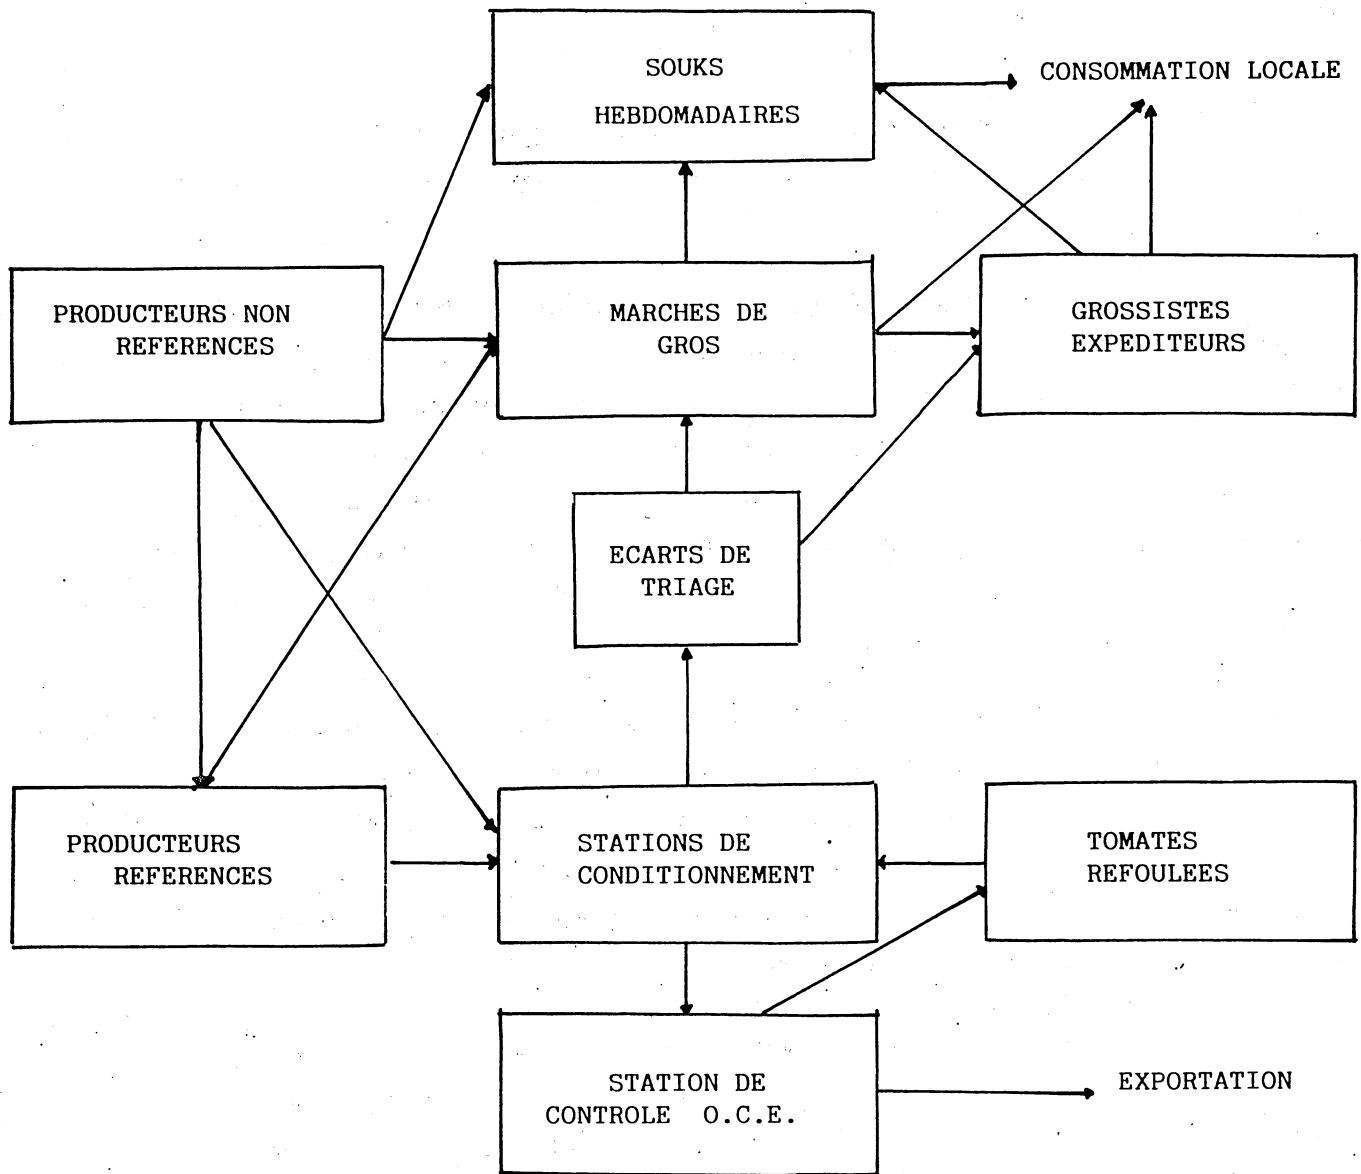 SOUKS
HEBDOMADAIRES
CONSOMMATION LOCALE
PRODUCTEURS NON
REFERENCES
MARCHES DE
GROS
GROSSISTES
EXPEDITEURS
ECARTS DE
TRIAGE
PRODUCTEURS
REFERENCES
STATIONS DE
CONDITIONNEMENT
TOMATES
REFOULEES
STATION DE
CONTROLE O.C.E.
EXPORTATION